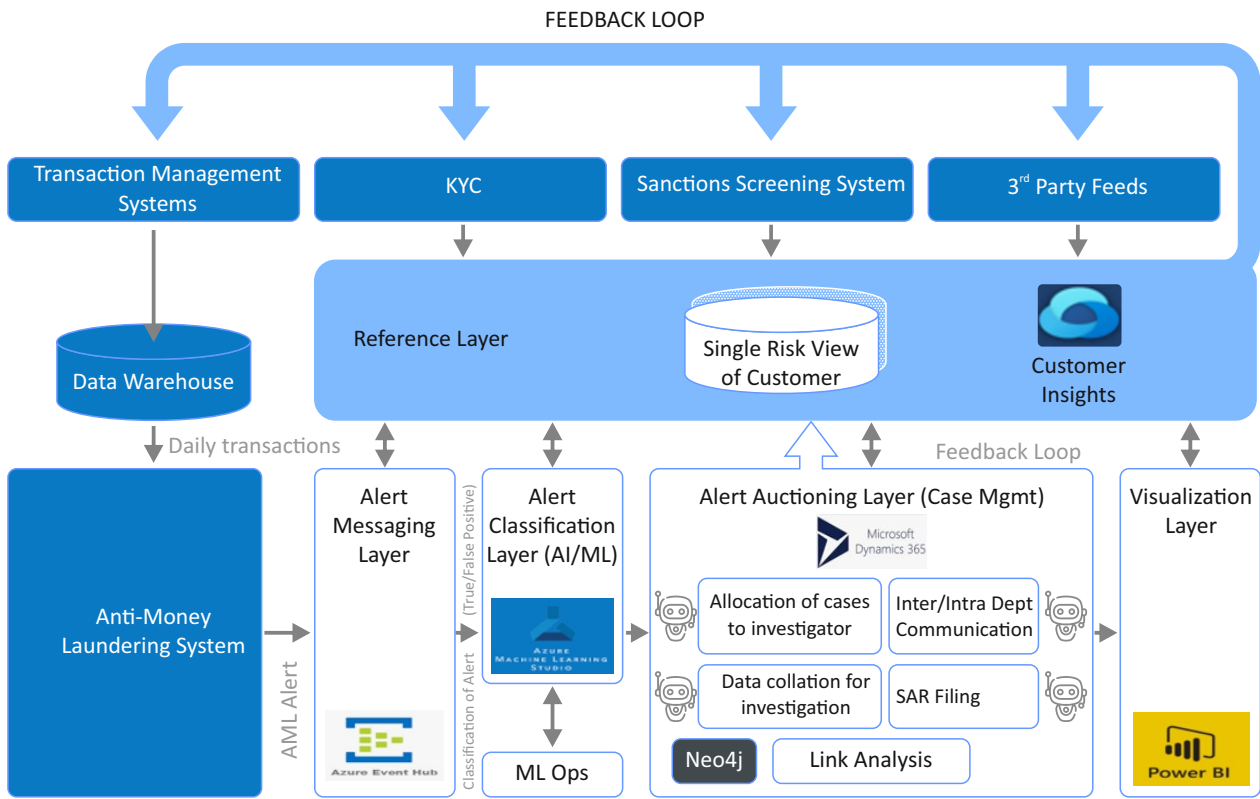 FEEDBACK LOOP
Transaction Management
Systems
KYC
Sanctions Screening System
3rd Party Feeds
Data Warehouse
Reference Layer
Single Risk View
of Customer
Customer
Insights
Daily transactions
Feedback Loop
Anti-Money
Laundering System
AML Alert
Alert
Messaging
Layer
Azure Event Hub
Classification of Alert (True/False Positive)
Alert
Classification
Layer (AI/ML)
AZURE
MACHINE LEARNING
STUDIO
ML Ops
Alert Auctioning Layer (Case Mgmt)
Microsoft
Dynamics 365
Allocation of cases
to investigator
Inter/Intra Dept
Communication
Data collation for
investigation
SAR Filing
Neo4j
Link Analysis
Visualization
Layer
Power BI